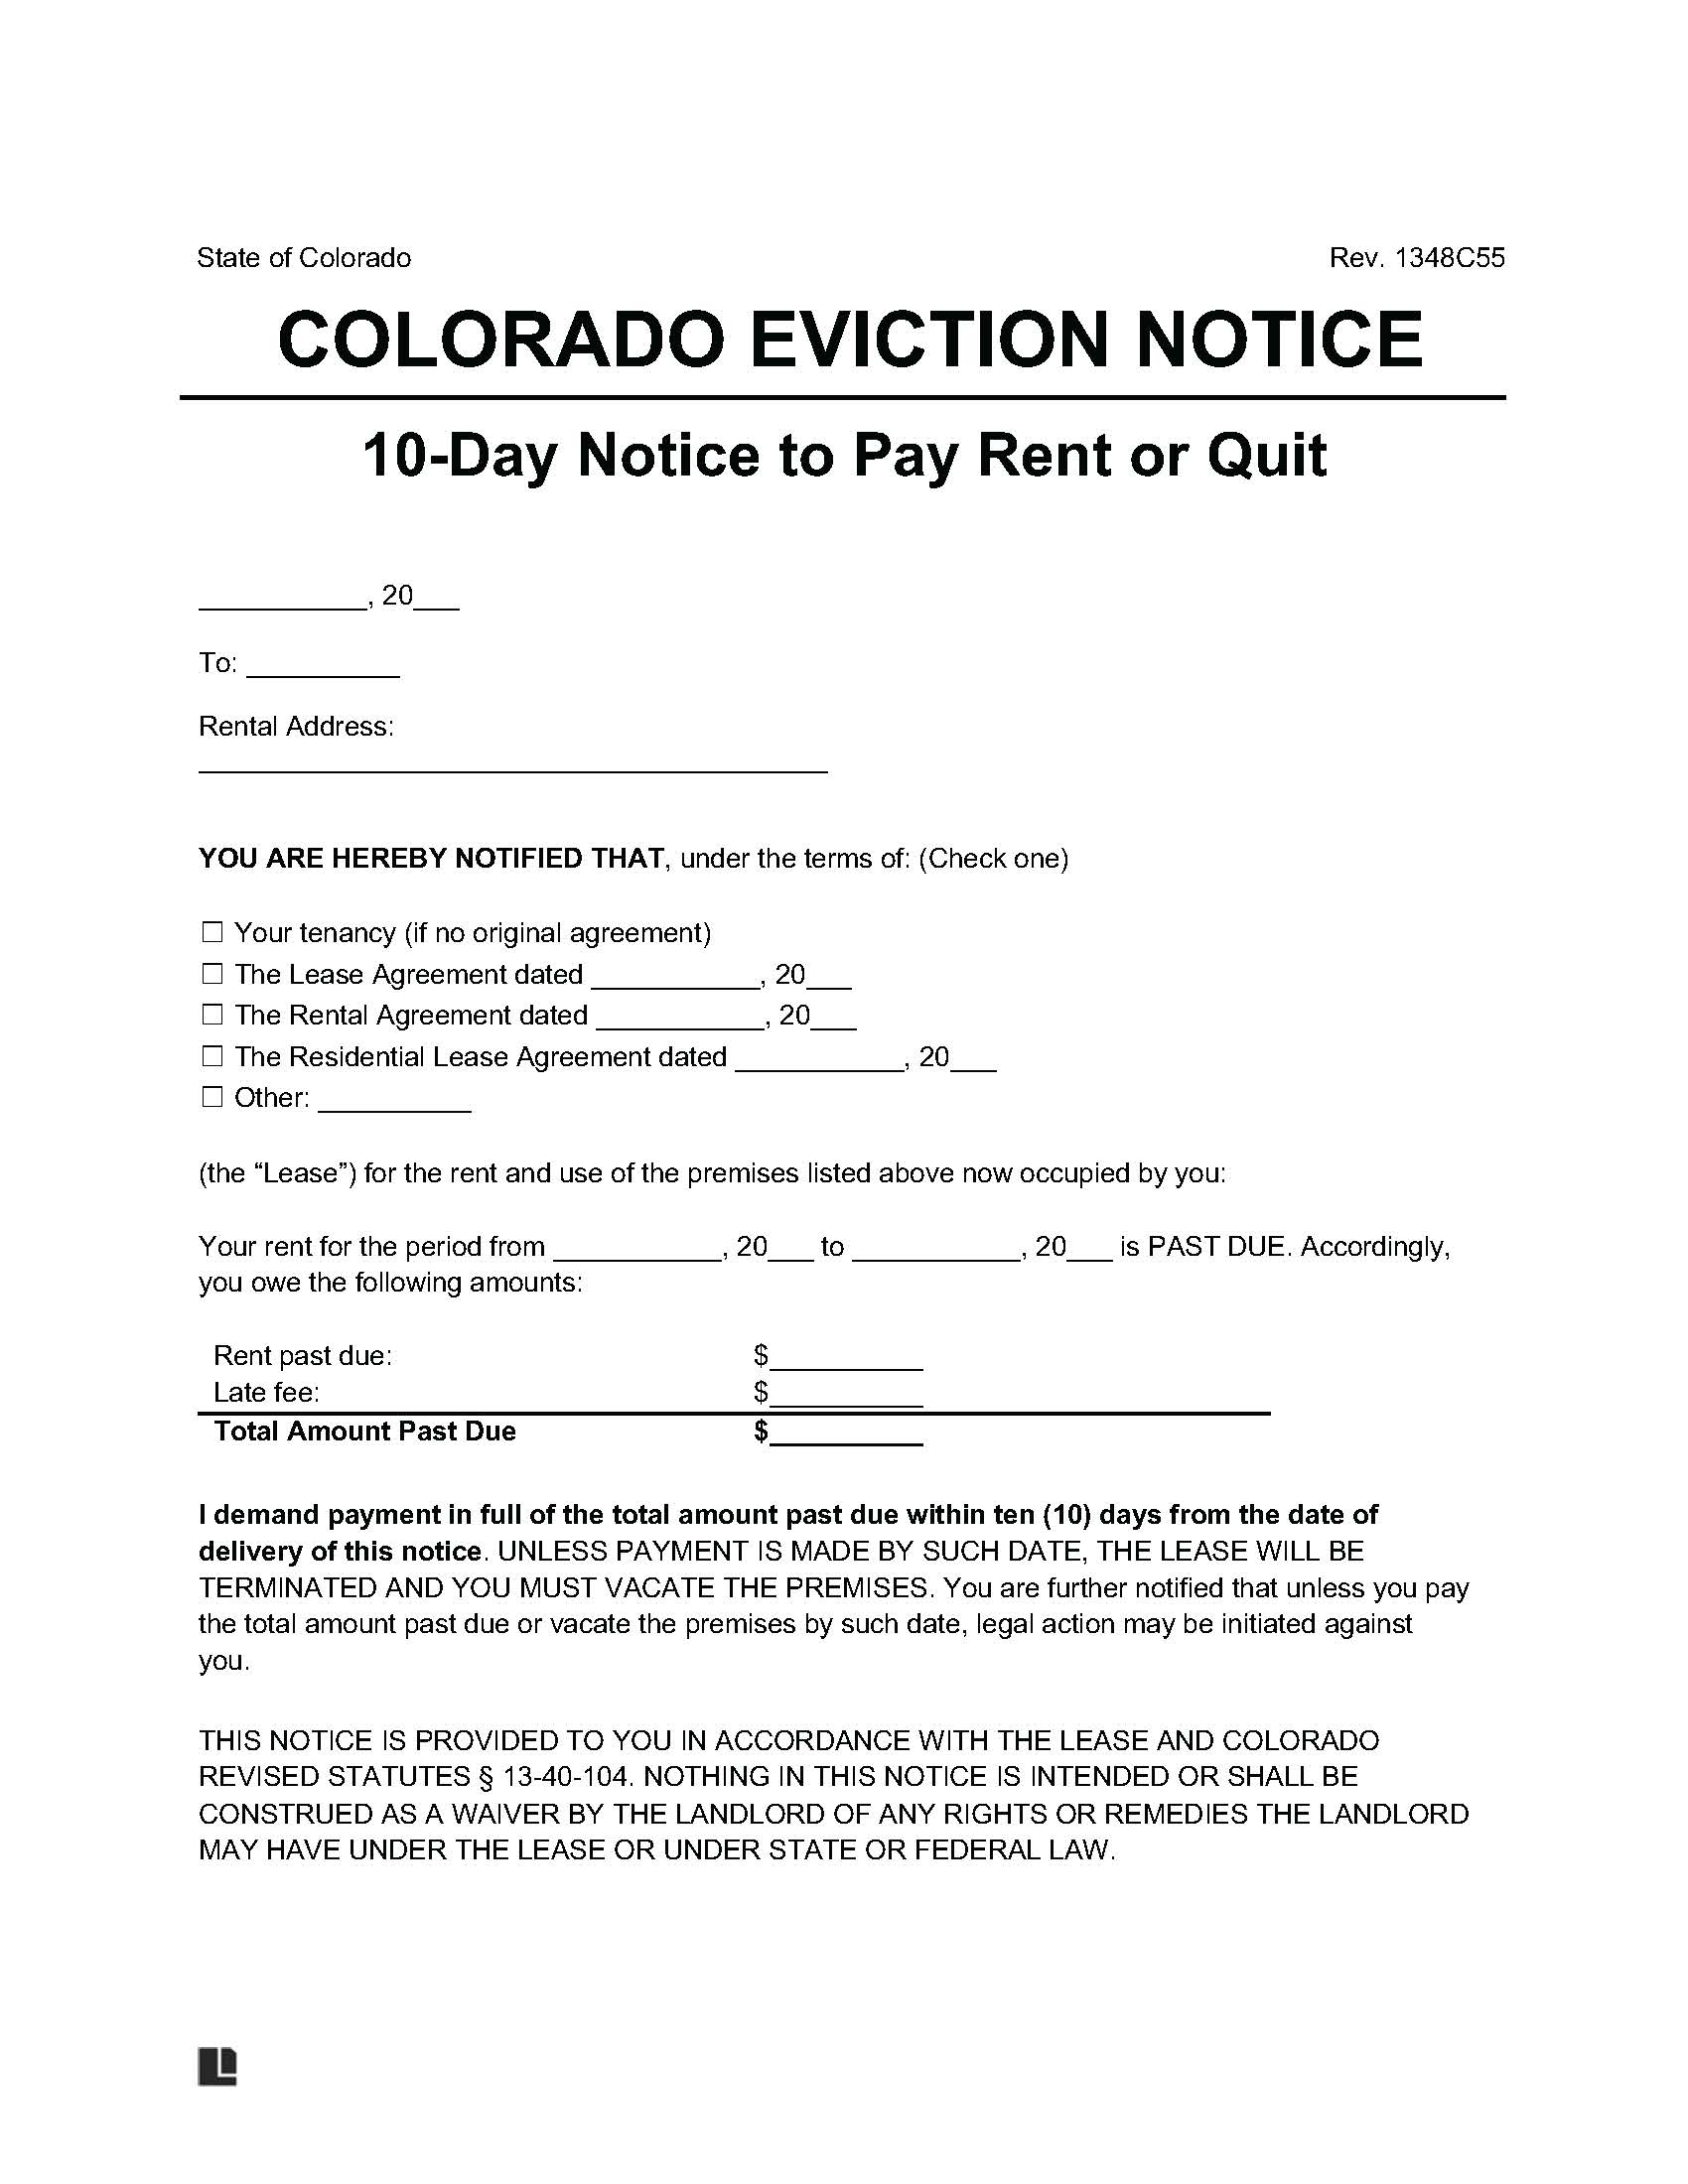 State of Colorado Rev. 1348C55
COLORADO EVICTION NOTICE
10-Day Notice to Pay Rent or Quit
___________, 20___
To: __________
Rental Address:
_________________________________________
YOU ARE HEREBY NOTIFIED THAT, under the terms of: (Check one)
☐ Your tenancy (if no original agreement)
☐ The Lease Agreement dated ___________, 20___
☐ The Rental Agreement dated ___________, 20___
☐ The Residential Lease Agreement dated ___________, 20___
☐ Other: __________
(the “Lease”) for the rent and use of the premises listed above now occupied by you:
Your rent for the period from ___________, 20___ to ___________, 20___ is PAST DUE. Accordingly,
you owe the following amounts:
Rent past due: $__________
Late fee: $__________
Total Amount Past Due $__________
I demand payment in full of the total amount past due within ten (10) days from the date of
delivery of this notice. UNLESS PAYMENT IS MADE BY SUCH DATE, THE LEASE WILL BE
TERMINATED AND YOU MUST VACATE THE PREMISES. You are further notified that unless you pay
the total amount past due or vacate the premises by such date, legal action may be initiated against
you.
THIS NOTICE IS PROVIDED TO YOU IN ACCORDANCE WITH THE LEASE AND COLORADO
REVISED STATUTES § 13-40-104. NOTHING IN THIS NOTICE IS INTENDED OR SHALL BE
CONSTRUED AS A WAIVER BY THE LANDLORD OF ANY RIGHTS OR REMEDIES THE LANDLORD
MAY HAVE UNDER THE LEASE OR UNDER STATE OR FEDERAL LAW.